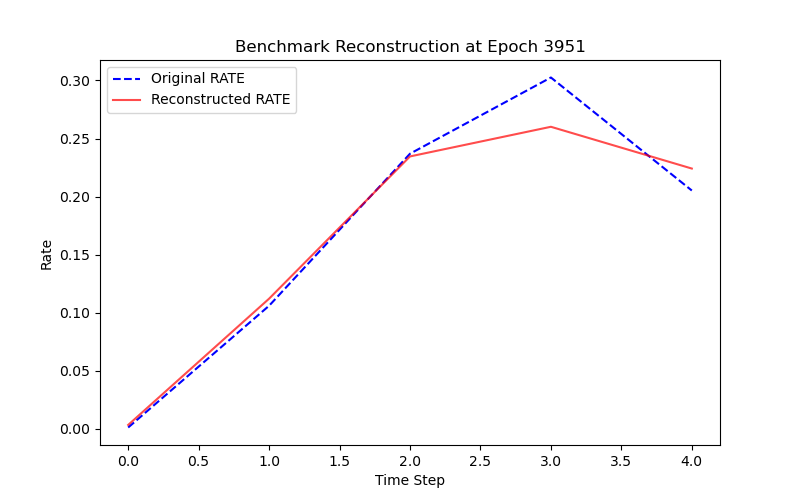 Benchmark Reconstruction at Epoch 3951
Original RATE
Reconstructed RATE
0.30
0.25
0.20
0.15
0.10
0.05
0.00
Rate
0.0 0.5 1.0 1.5 2.0 2.5 3.0 3.5 4.0
Time Step